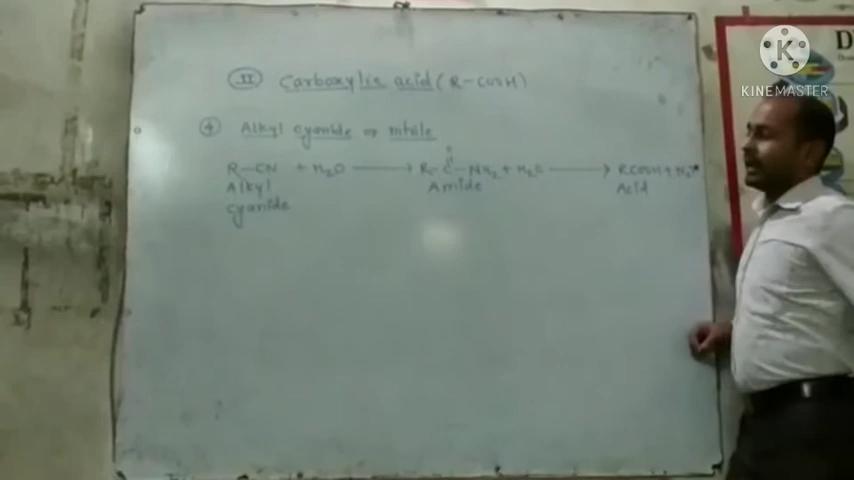 II Carboxylic acid (R-COOH)
4 Alkyl cyanide or nitrile
R-CN + H2O → R-C-NH2 + H2O → RCOOH +
O
Alkyl Amide Acid
cyanide
K
KINEMASTER
D